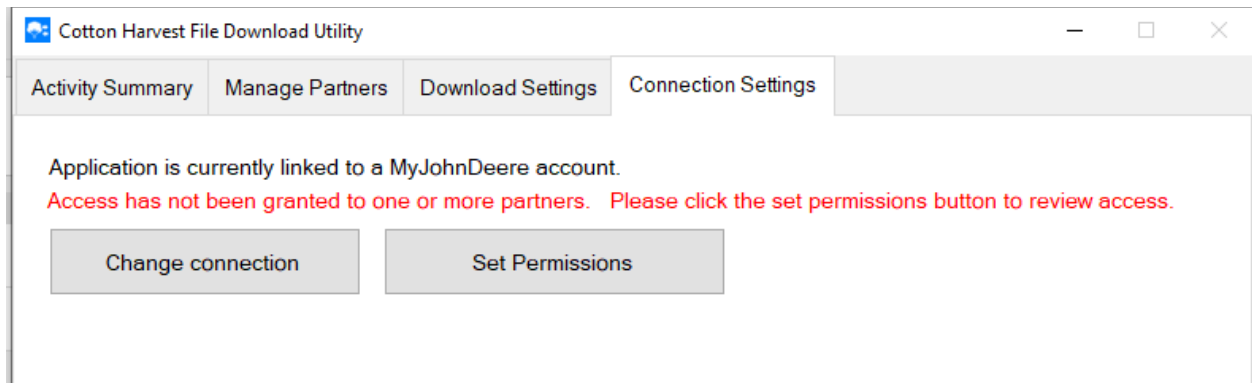 Cotton Harvest File Download Utility
Activity Summary Manage Partners Download Settings Connection Settings
Application is currently linked to a MyJohnDeere account.
Access has not been granted to one or more partners. Please click the set permissions button to review access.
Change connection Set Permissions